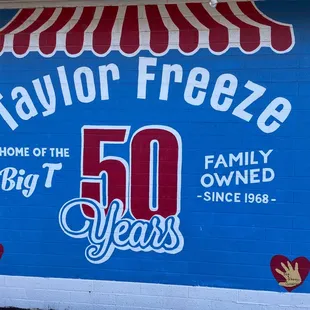 Taylor Freeze
HOME OF THE
Big T
50
Years
FAMILY
OWNED
-SINCE 1968-